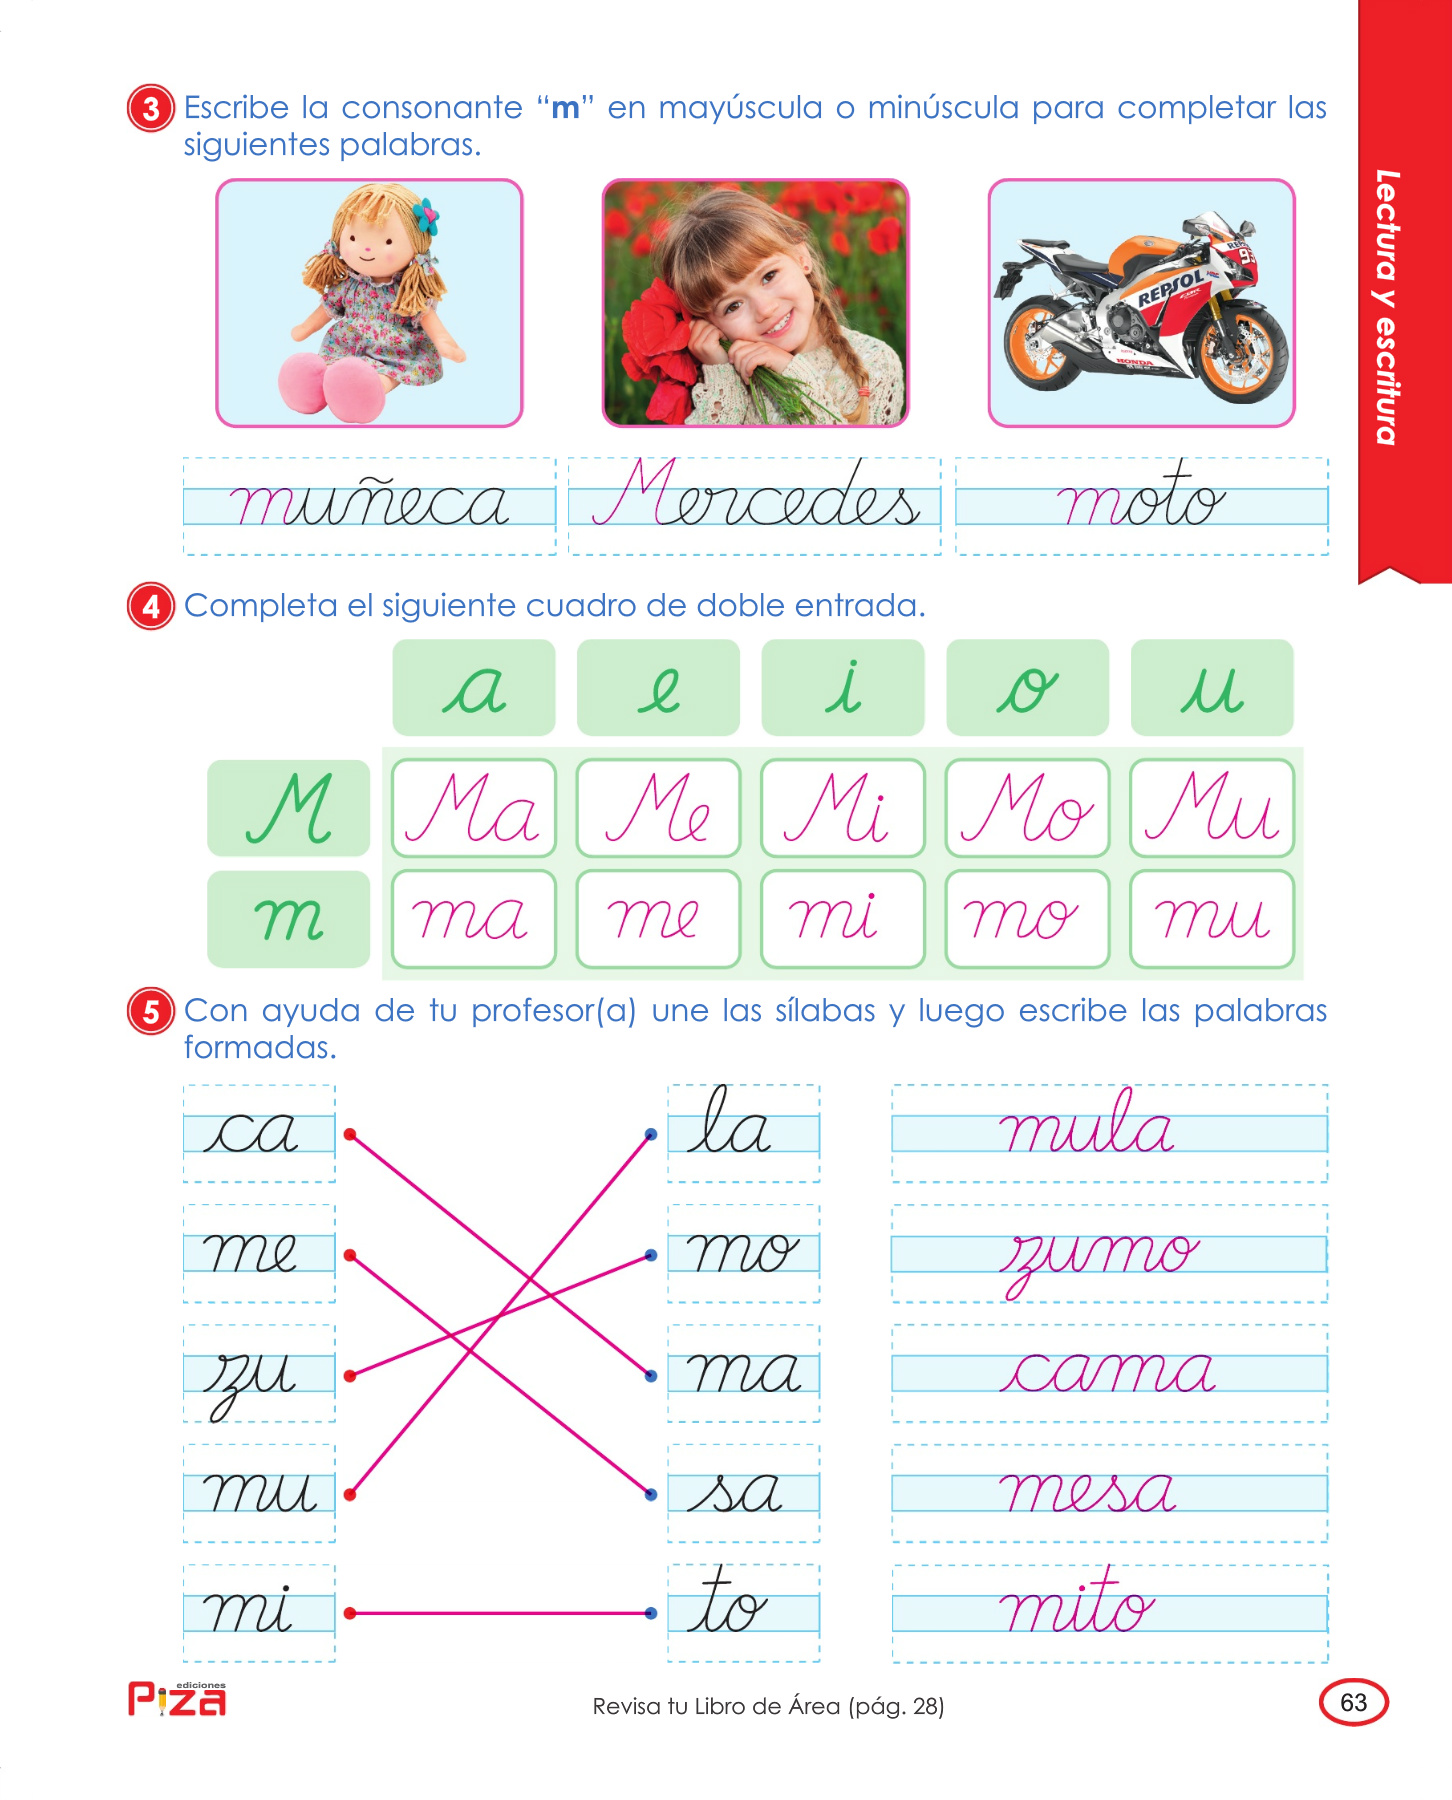 Lectura y escritura
3 Escribe la consonante “m” en mayúscula o minúscula para completar las
siguientes palabras.
REPSOL
REPSOL
93
HONDA
muñeca Mercedes moto
4 Completa el siguiente cuadro de doble entrada.
a e i o u
M Ma Me Mi Mo Mu
m ma me mi mo mu
5 Con ayuda de tu profesor(a) une las sílabas y luego escribe las palabras
formadas.
ca la mula
me mo zumo
zu ma cama
mu sa mesa
mi to mito
ediciones
Piza
Revisa tu Libro de Área (pág. 28)
63